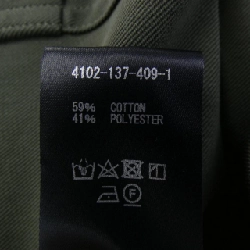 4102-137-409-1
59% COTTON
41% POLYESTER
F